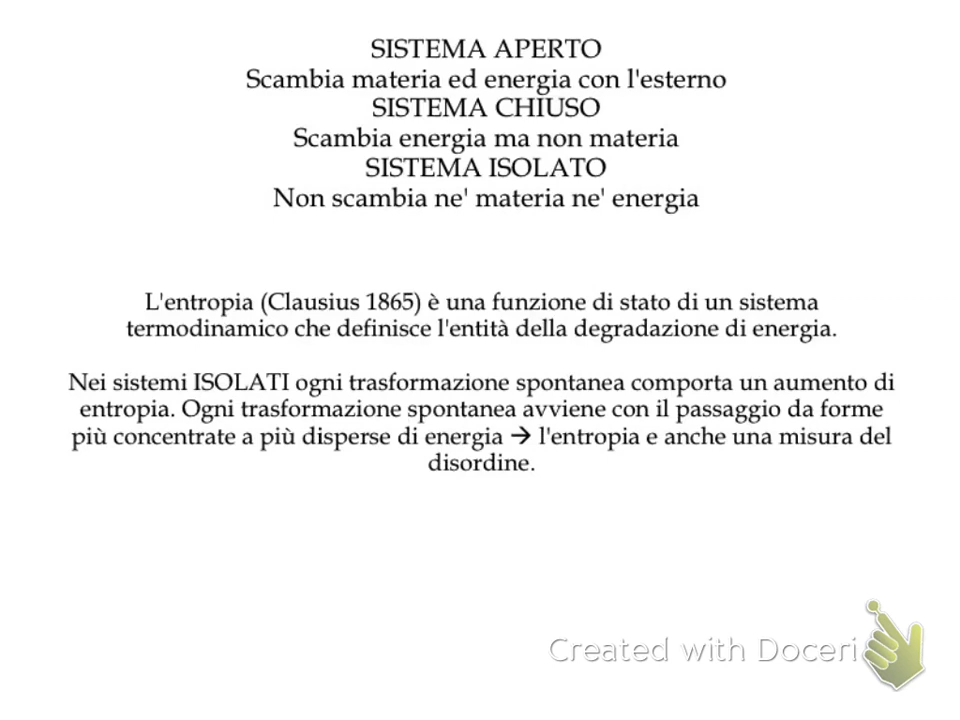 SISTEMA APERTO
Scambia materia ed energia con l'esterno
SISTEMA CHIUSO
Scambia energia ma non materia
SISTEMA ISOLATO
Non scambia ne' materia ne' energia
L'entropia (Clausius 1865) è una funzione di stato di un sistema
termodinamico che definisce l'entità della degradazione di energia.
Nei sistemi ISOLATI ogni trasformazione spontanea comporta un aumento di
entropia. Ogni trasformazione spontanea avviene con il passaggio da forme
più concentrate a più disperse di energia → l'entropia e anche una misura del
disordine.
Created with Doceri